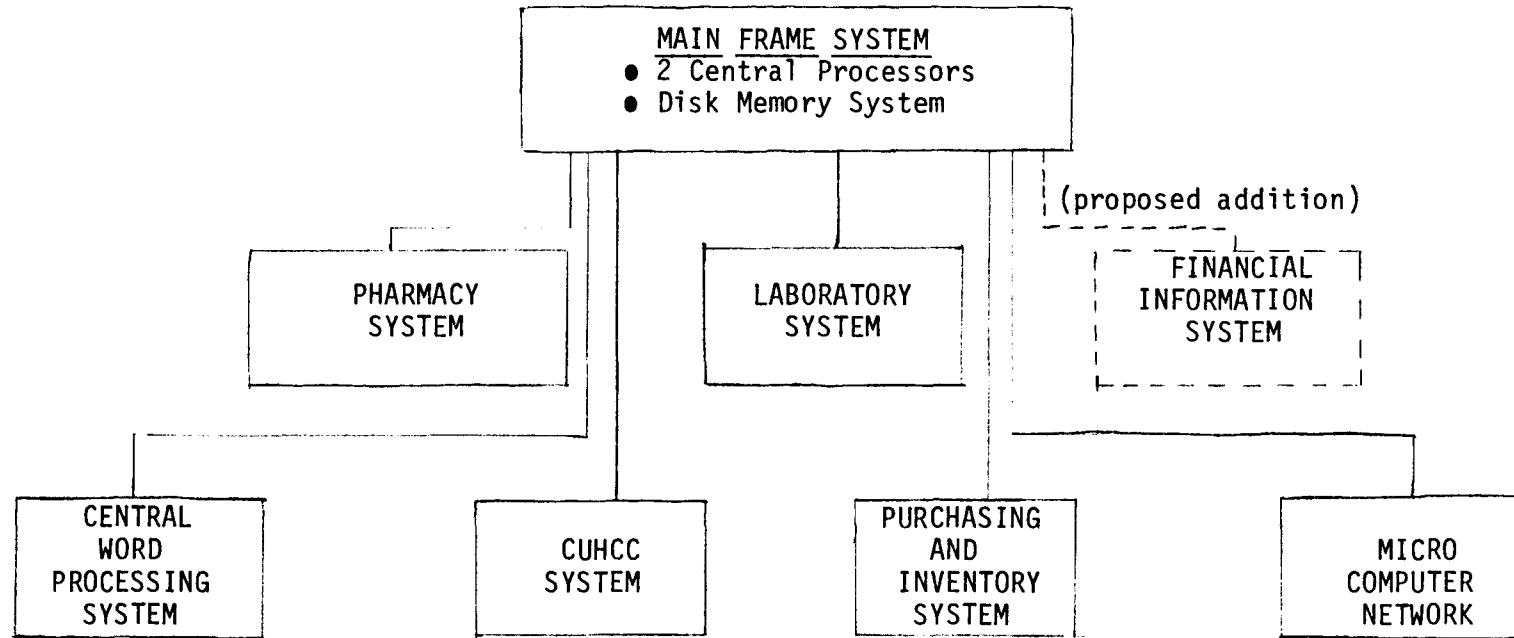 MAIN FRAME SYSTEM
● 2 Central Processors
● Disk Memory System
(proposed addition)
PHARMACY
SYSTEM
LABORATORY
SYSTEM
FINANCIAL
INFORMATION
SYSTEM
CENTRAL
WORD
PROCESSING
SYSTEM
CUHCC
SYSTEM
PURCHASING
AND
INVENTORY
SYSTEM
MICRO
COMPUTER
NETWORK